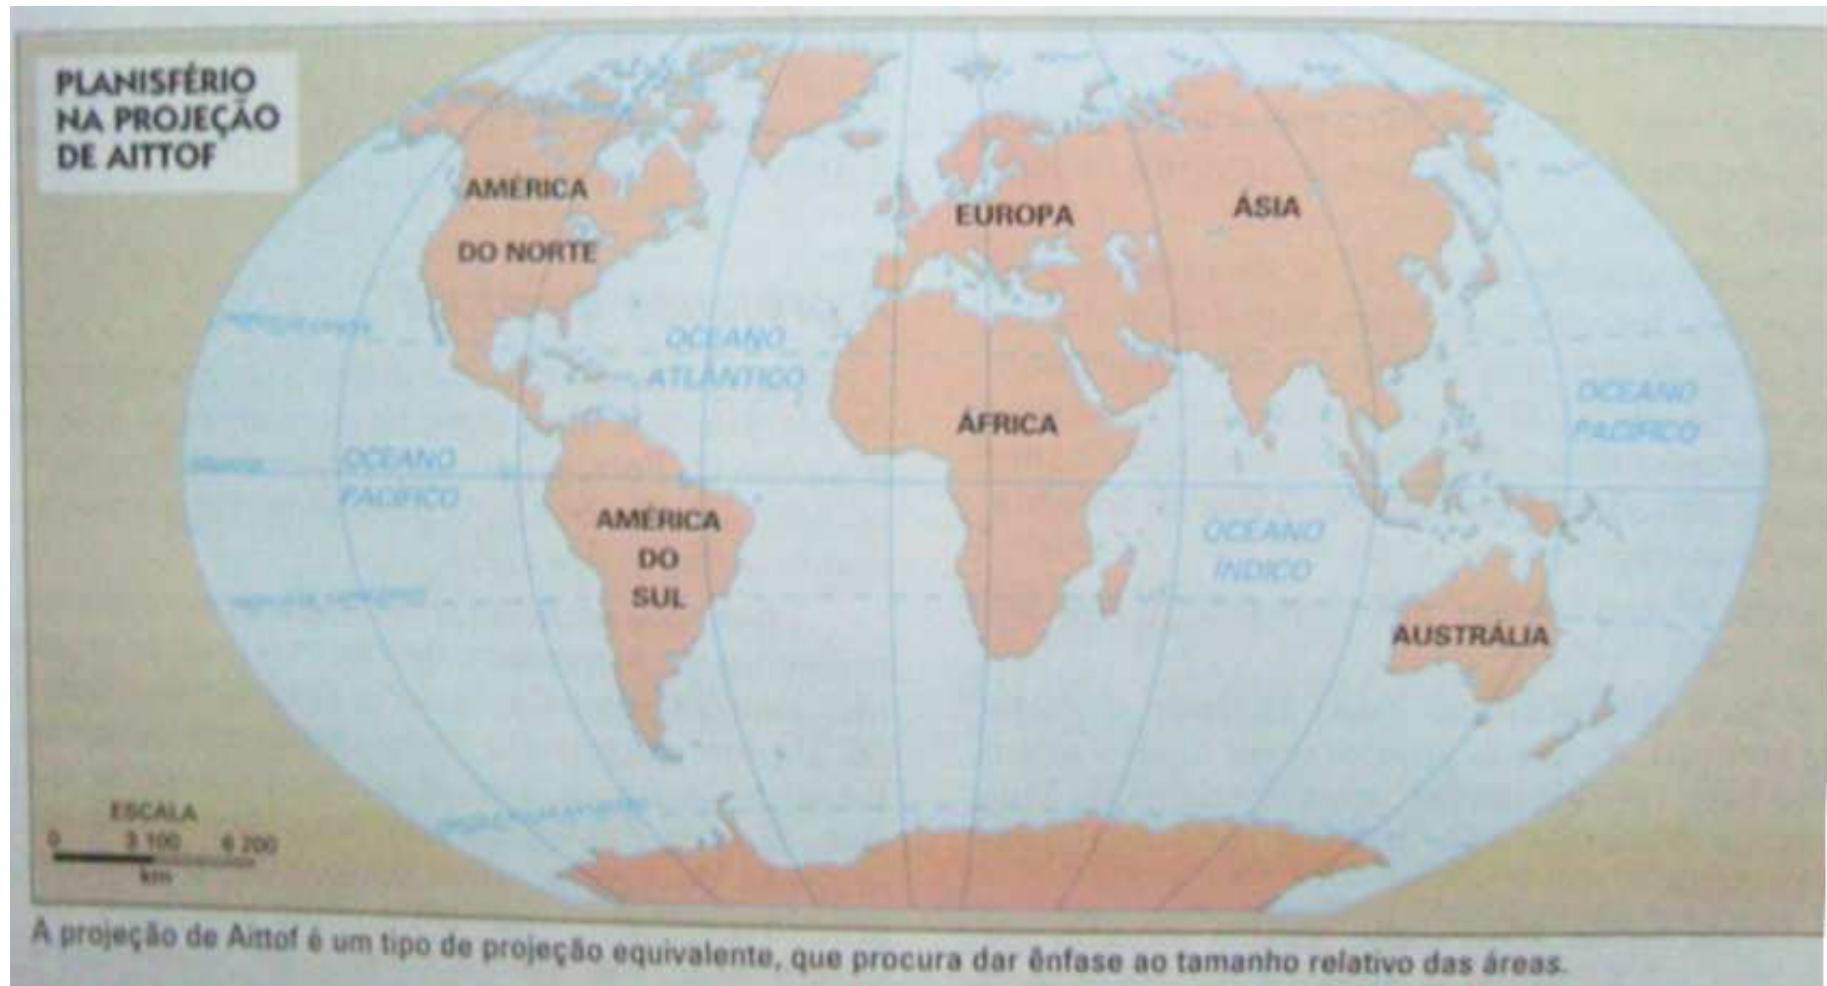 PLANISFÉRIO
NA PROJEÇÃO
DE AITTOF
AMÉRICA
DO NORTE
EUROPA
ÁSIA
OCEANO
ATLÂNTICO
ÁFRICA
OCEANO
PACÍFICO
OCEANO
PACÍFICO
AMÉRICA
DO
SUL
OCEANO
ÍNDICO
AUSTRÁLIA
ESCALA
0 3 100 6 200
km
A projeção de Aittof é um tipo de projeção equivalente, que procura dar ênfase ao tamanho relativo das áreas.